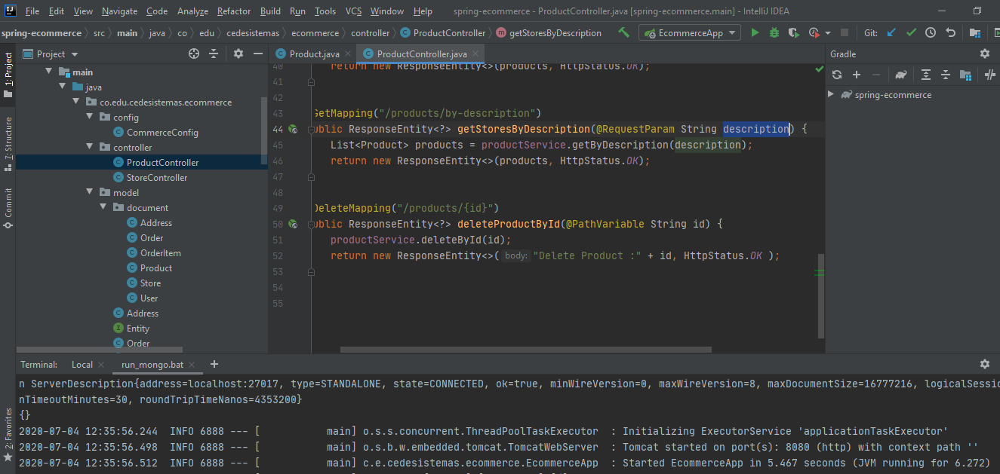 File Edit View Navigate Code Analyze Refactor Build Run Tools VCS Window Help spring-ecommerce - ProductController.java [spring-ecommerce.main] - IntelliJ IDEA
spring-ecommerce src main java co edu cedesistemas ecommerce controller ProductController getStoresByDescription EcommerceApp Git:
Project
Product.java ProductController.java
Gradle
1: Project
Z: Structure
Commit
2: Favorites
main
java
co.edu.cedesistemas.ecommerce
config
CommerceConfig
controller
ProductController
StoreController
model
document
Address
Order
OrderItem
Product
Store
User
Address
Entity
Order
40 return new ResponseEntity<>(products, HttpStatus.OK);
41
42
43 GetMapping("/products/by-description")
44 ublic ResponseEntity<?> getStoresByDescription(@RequestParam String description) {
45 List<Product> products = productService.getByDescription(description);
46 return new ResponseEntity<>(products, HttpStatus.OK);
47
48
49 DeleteMapping("/products/{id}")
50 ublic ResponseEntity<?> deleteProductById(@PathVariable String id) {
51 productService.deleteById(id);
52 return new ResponseEntity<>( body: "Delete Product :" + id, HttpStatus.OK );
53
54
55
spring-ecommerce
Terminal: Local run_mongo.bat
n ServerDescription{address=localhost:27017, type=STANDALONE, state=CONNECTED, ok=true, minWireVersion=0, maxWireVersion=8, maxDocumentSize=16777216, logicalSessio
nTimeoutMinutes=30, roundTripTimeNanos=4353200}
{}
2020-07-04 12:35:56.244 INFO 6888 --- [ main] o.s.s.concurrent.ThreadPoolTaskExecutor : Initializing ExecutorService 'applicationTaskExecutor'
2020-07-04 12:35:56.498 INFO 6888 --- [ main] o.s.b.w.embedded.tomcat.TomcatWebServer : Tomcat started on port(s): 8080 (http) with context path ''
2020-07-04 12:35:56.512 INFO 6888 --- [ main] c.e.cedesistemas.ecommerce.EcommerceApp : Started EcommerceApp in 5.467 seconds (JVM running for 6.272)